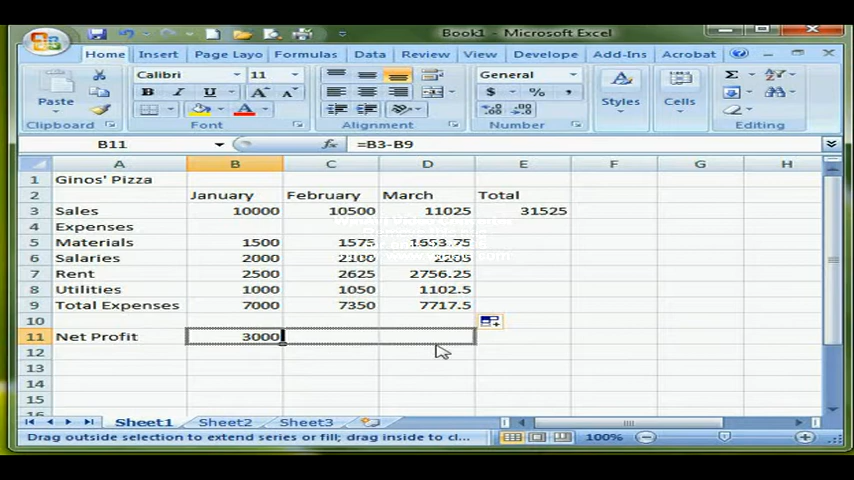 Book1 - Microsoft Excel
Home Insert Page Layo Formulas Data Review View Develope Add-Ins Acrobat
Paste Calibri 11 General Styles Cells
B I U A A A $ % ,
Clipboard Font Alignment Number Editing
B11 fx =B3-B9
A B C D E F G H
1 Ginos' Pizza
2 January February March Total
3 Sales 10000 10500 11025 31525
4 Expenses
5 Materials 1500 1575 1653.75
6 Salaries 2000 2100 2205
7 Rent 2500 2625 2756.25
8 Utilities 1000 1050 1102.5
9 Total Expenses 7000 7350 7717.5
10
11 Net Profit 3000
12
13
14
15
16
Sheet1 Sheet2 Sheet3
Drag outside selection to extend series or fill; drag inside to cl... 100%